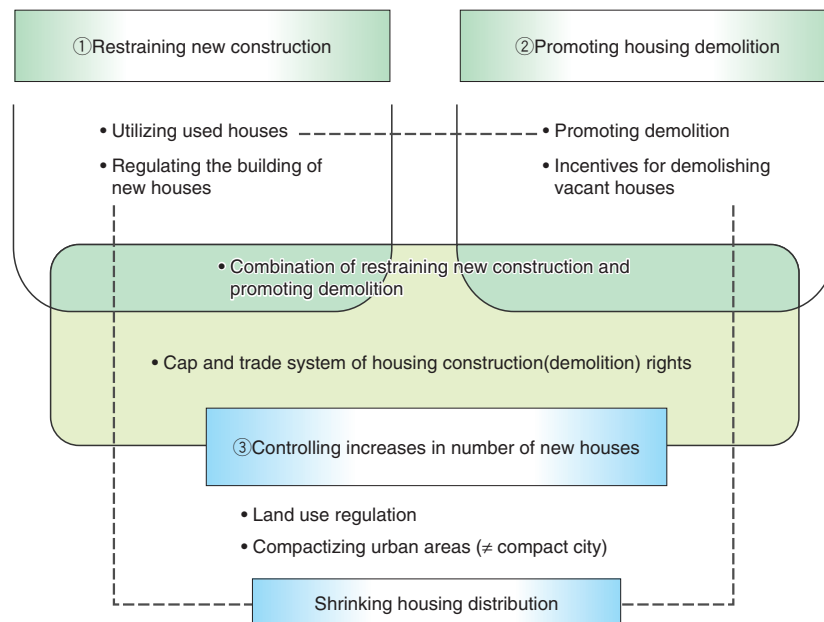 ①Restraining new construction
②Promoting housing demolition
• Utilizing used houses
• Regulating the building of
new houses
• Promoting demolition
• Incentives for demolishing
vacant houses
• Combination of restraining new construction and
promoting demolition
• Cap and trade system of housing construction(demolition) rights
③Controlling increases in number of new houses
• Land use regulation
• Compactizing urban areas (≠ compact city)
Shrinking housing distribution